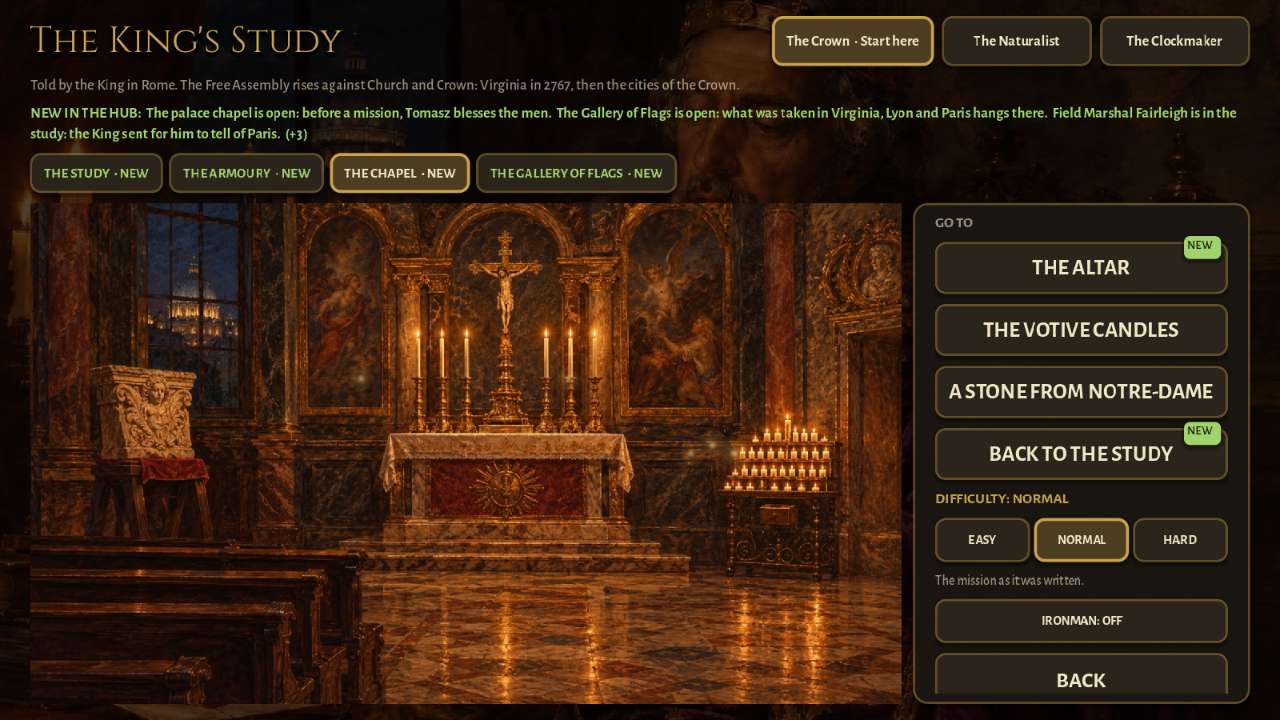 The King's Study
The Crown · Start here
The Naturalist
The Clockmaker
Told by the King in Rome. The Free Assembly rises against Church and Crown: Virginia in 2767, then the cities of the Crown.
NEW IN THE HUB: The palace chapel is open: before a mission, Tomasz blesses the men. The Gallery of Flags is open: what was taken in Virginia, Lyon and Paris hangs there. Field Marshal Fairleigh is in the
study: the King sent for him to tell of Paris. (+3)
THE STUDY · NEW
THE ARMOURY · NEW
THE CHAPEL · NEW
THE GALLERY OF FLAGS · NEW
GO TO
NEW
THE ALTAR
THE VOTIVE CANDLES
A STONE FROM NOTRE-DAME
NEW
BACK TO THE STUDY
DIFFICULTY: NORMAL
EASY
NORMAL
HARD
The mission as it was written.
IRONMAN: OFF
BACK